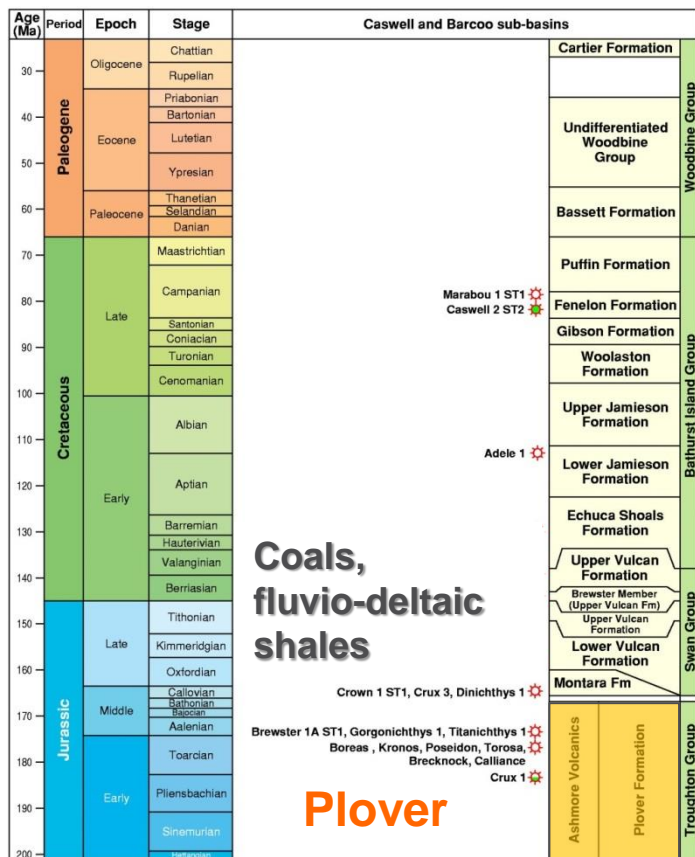 Age
(Ma)
Period
Epoch
Stage
Caswell and Barcoo sub-basins
30
40
50
60
70
80
90
100
110
120
130
140
150
160
170
180
190
200
Paleogene
Cretaceous
Jurassic
Oligocene
Eocene
Paleocene
Late
Early
Late
Middle
Early
Chattian
Rupelian
Priabonian
Bartonian
Lutetian
Ypresian
Thanetian
Selandian
Danian
Maastrichtian
Campanian
Santonian
Coniacian
Turonian
Cenomanian
Albian
Aptian
Barremian
Hauterivian
Valanginian
Berriasian
Tithonian
Kimmeridgian
Oxfordian
Callovian
Bathonian
Bajocian
Aalenian
Toarcian
Pliensbachian
Sinemurian
Hettangian
Marabou 1 ST1
Caswell 2 ST2
Adele 1
Coals,
fluvio-deltaic
shales
Crown 1 ST1, Crux 3, Dinichthys 1
Brewster 1A ST1, Gorgonichthys 1, Titanichthys 1
Boreas , Kronos, Poseidon, Torosa,
Brecknock, Calliance
Crux 1
Plover
Cartier Formation
Undifferentiated
Woodbine
Group
Bassett Formation
Puffin Formation
Fenelon Formation
Gibson Formation
Woolaston
Formation
Upper Jamieson
Formation
Lower Jamieson
Formation
Echuca Shoals
Formation
Upper Vulcan
Formation
Brewster Member
(Upper Vulcan Fm)
Upper Vulcan
Formation
Lower Vulcan
Formation
Montara Fm
Ashmore Volcanics
Plover Formation
Woodbine Group
Bathurst Island Group
Swan Group
Troughton Group